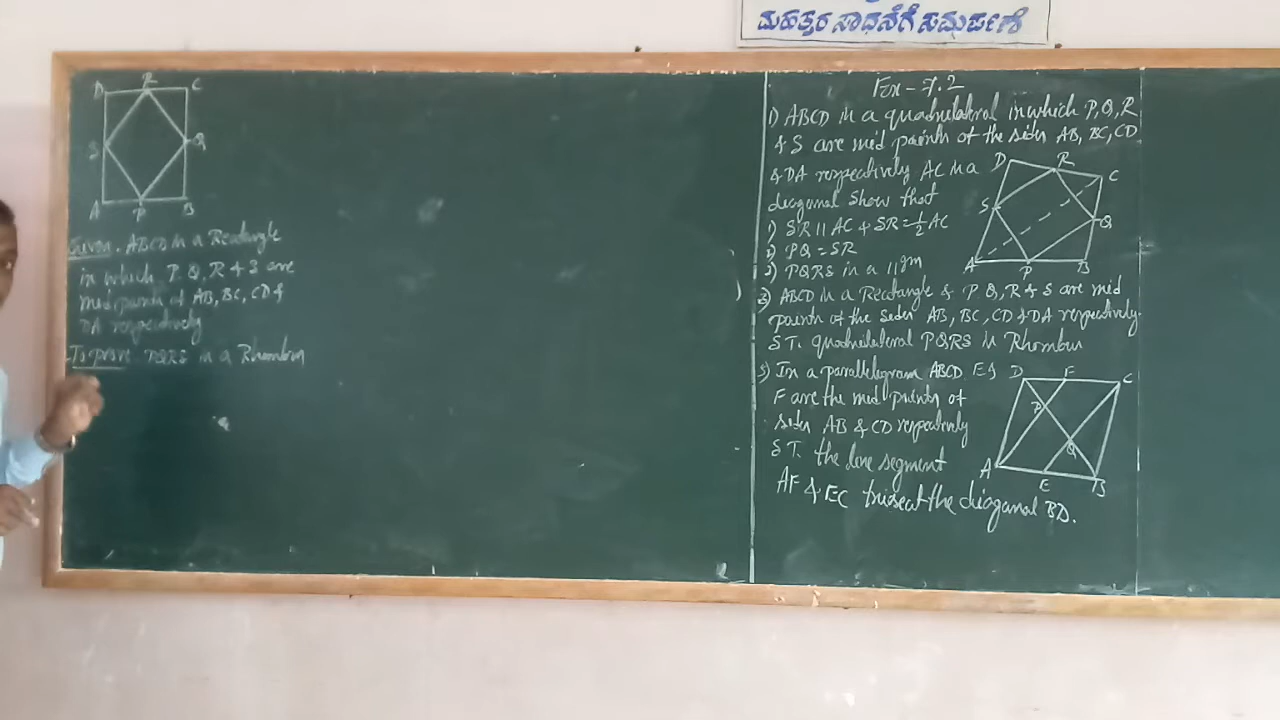 ಮಹತ್ತರ ಸಾಧನೆಗೆ ಸಮರ್ಪಣೆ
D R C
S Q
A P B
Given. ABCD is a Rectangle
in which P, Q, R & S are
mid points of AB, BC, CD &
DA respectively
To prove PQRS is a Rhombus
Ex - 7.2
1) ABCD is a quadrilateral in which P, Q, R
& S are mid points of the sides AB, BC, CD
& DA respectively AC is a
diagonal Show that
1) SR || AC & SR = 1/2 AC
2) PQ = SR
3) PQRS is a ||gm
D R C
S Q
A P B
2) ABCD is a Rectangle & P Q, R & S are mid
points of the sides AB, BC, CD & DA respectively.
ST. quadrilateral PQRS is Rhombus
3) In a parallelogram ABCD. E &
F are the mid points of
sides AB & CD respectively
ST. the line segment
AF & EC trisect the diagonal BD.
D F C
P
Q
A E B